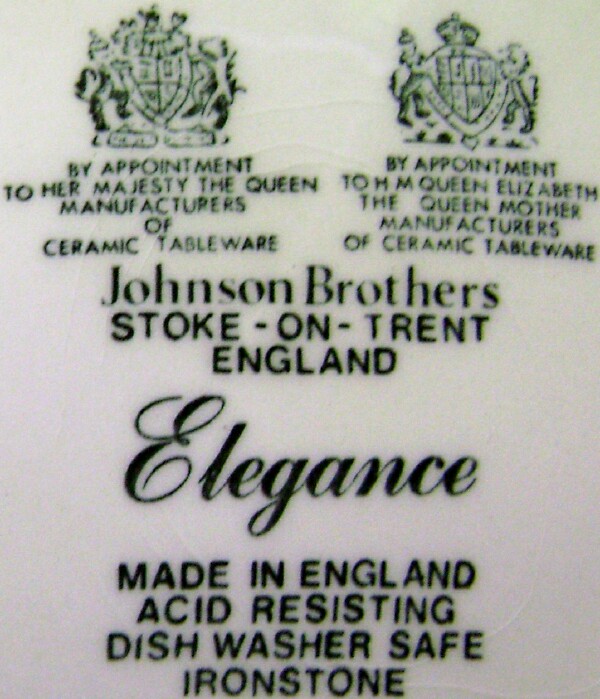 BY APPOINTMENT
TO HER MAJESTY THE QUEEN
MANUFACTURERS
OF
CERAMIC TABLEWARE
BY APPOINTMENT
TO H M QUEEN ELIZABETH
THE QUEEN MOTHER
MANUFACTURERS
OF CERAMIC TABLEWARE
Johnson Brothers
STOKE - ON - TRENT
ENGLAND
Elegance
MADE IN ENGLAND
ACID RESISTING
DISH WASHER SAFE
IRONSTONE